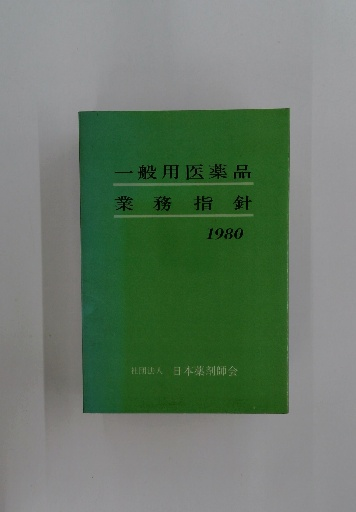 一般用医薬品
業務指針
1980
社団法人 日本薬剤師会